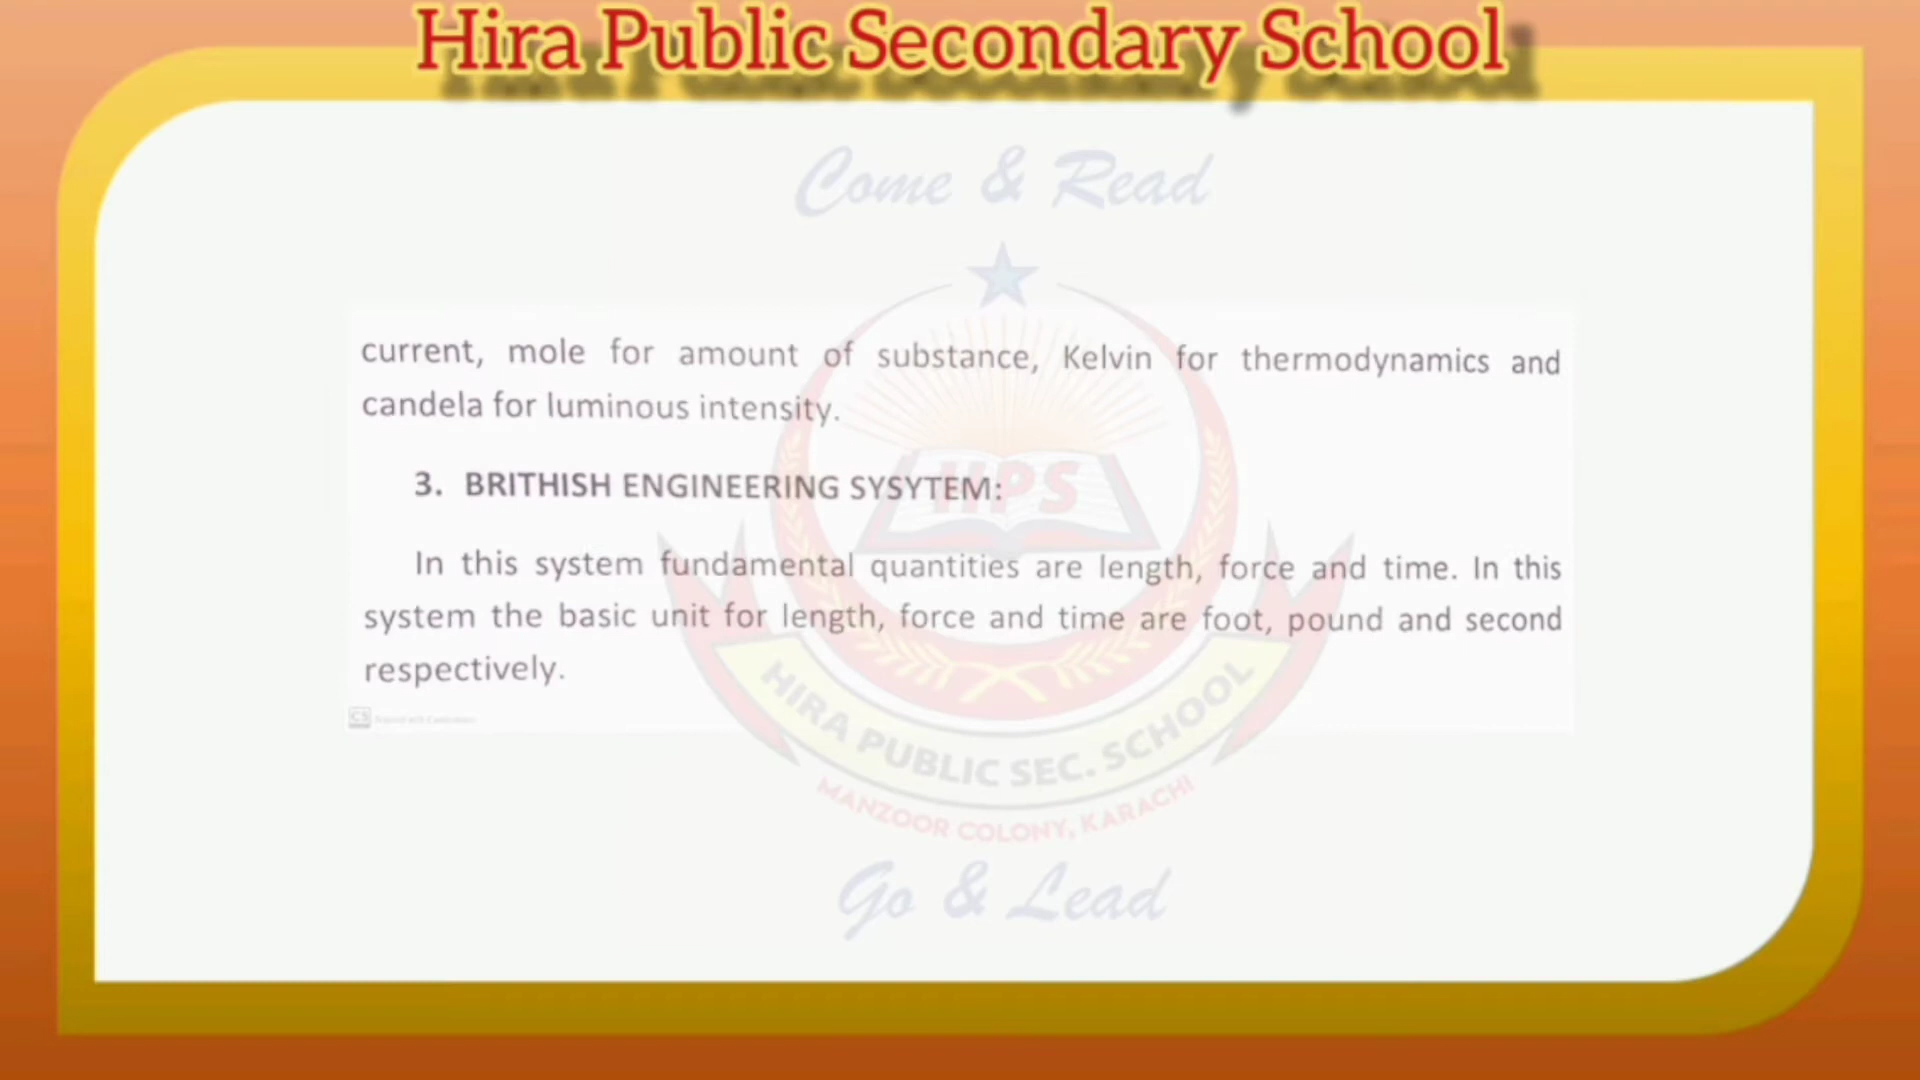 Hira Public Secondary School
Come & Read
current, mole for amount of substance, Kelvin for thermodynamics and
candela for luminous intensity.
HPS
3. BRITHISH ENGINEERING SYSYTEM:
In this system fundamental quantities are length, force and time. In this
system the basic unit for length, force and time are foot, pound and second
respectively.
CS
HIRA PUBLIC SEC. SCHOOL
MANZOOR COLONY, KARACHI
Go & Lead